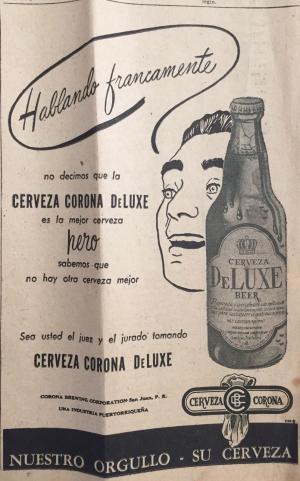 Hablando francamente
no decimos que la
CERVEZA CORONA DeLUXE
es la mejor cerveza
pero
sabemos que
no hay otra cerveza mejor
Sea usted el juez y el jurado tomando
CERVEZA CORONA DeLUXE
CORONA BREWING CORPORATION San Juan, P. R.
UNA INDUSTRIA PUERTORRIQUEÑA
CERVEZA
DeLUXE
BEER
CERVEZA CORONA
NUESTRO ORGULLO - SU CERVEZA